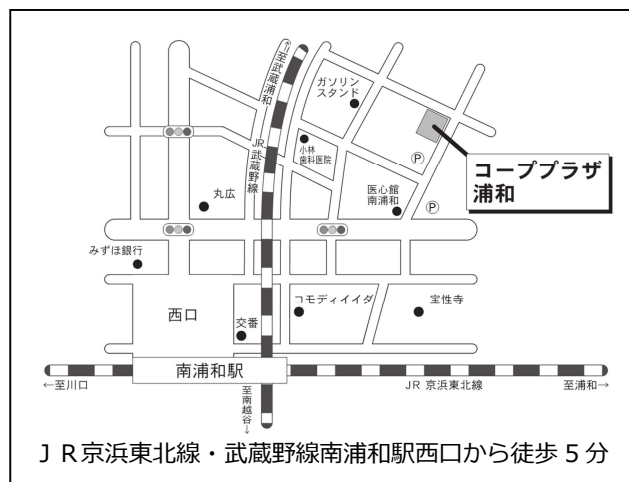 ↑至武蔵浦和
JR武蔵野線
ガソリン
スタンド
小林
歯科医院
P
コーププラザ
浦和
丸広
医心館
南浦和
P
みずほ銀行
西口
交番
コモディイイダ
宝性寺
南浦和駅
←至川口
JR 京浜東北線
至浦和→
至南越谷→
ＪＲ京浜東北線・武蔵野線南浦和駅西口から徒歩５分